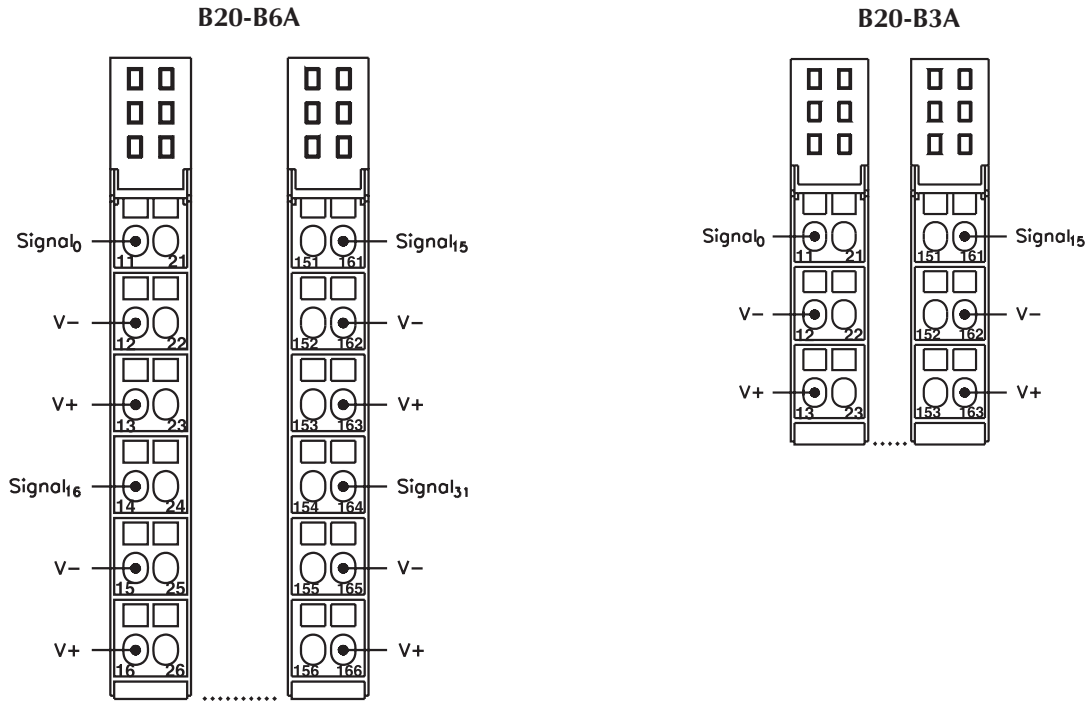 B20-B6A
Signal0 11 21 151 161 Signal15
V− 12 22 152 162 V−
V+ 13 23 153 163 V+
Signal16 14 24 154 164 Signal31
V− 15 25 155 165 V−
V+ 16 26 156 166 V+
B20-B3A
Signal0 11 21 151 161 Signal15
V− 12 22 152 162 V−
V+ 13 23 153 163 V+